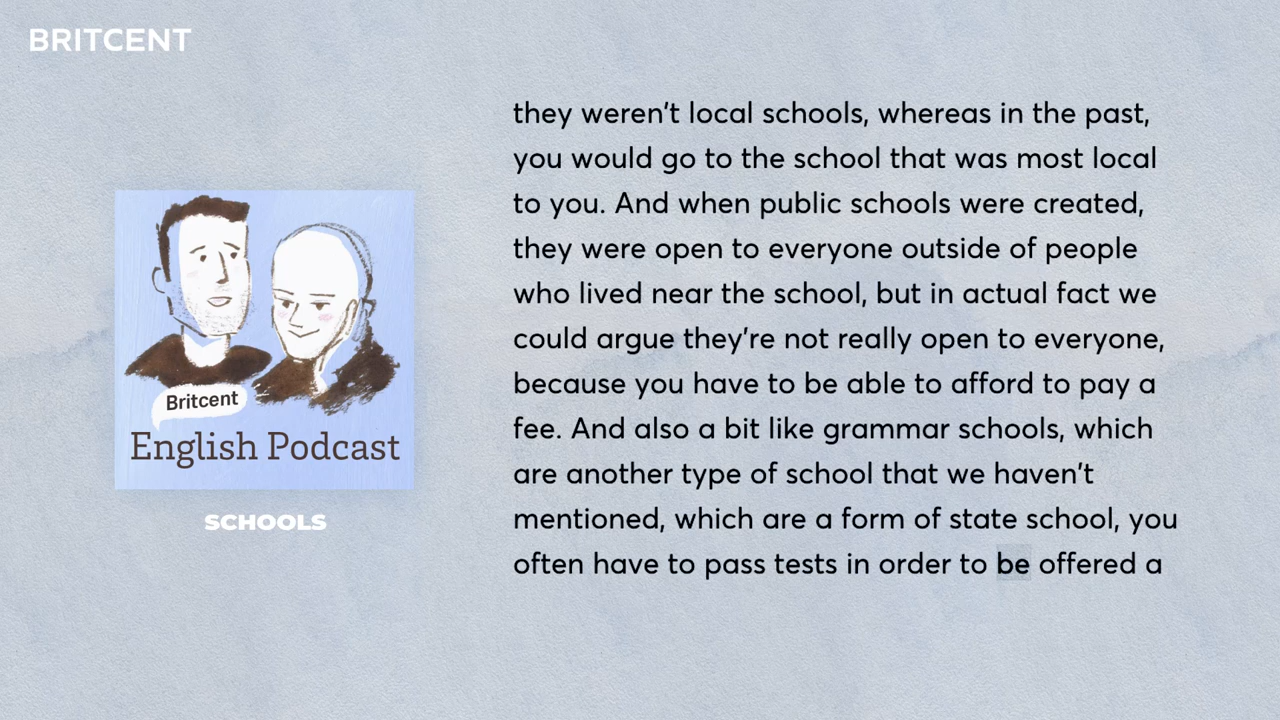 BRITCENT
Britcent
English Podcast
SCHOOLS
they weren't local schools, whereas in the past,
you would go to the school that was most local
to you. And when public schools were created,
they were open to everyone outside of people
who lived near the school, but in actual fact we
could argue they're not really open to everyone,
because you have to be able to afford to pay a
fee. And also a bit like grammar schools, which
are another type of school that we haven't
mentioned, which are a form of state school, you
often have to pass tests in order to be offered a